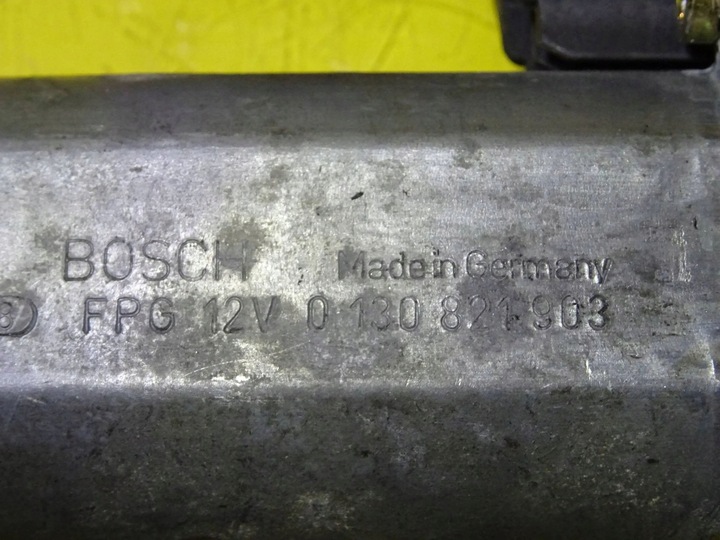 BOSCH Made in Germany
FPG 12V 0 130 821 903